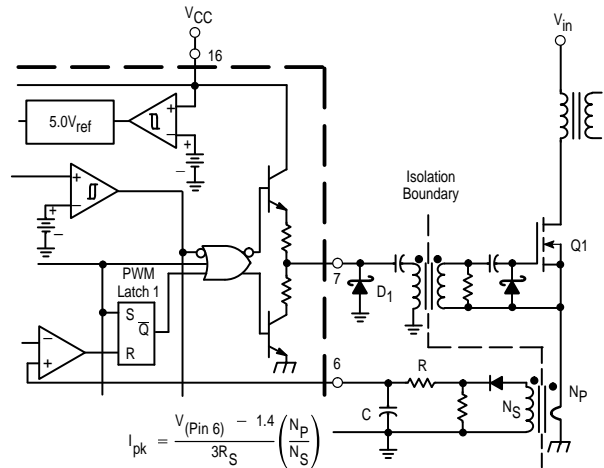 V_CC
16
V_in
5.0V_ref
+
−
+
−
+
−
+
−
Isolation
Boundary
Q1
PWM
Latch 1
S
Q̅
R
7
D_1
−
+
6
R
C
N_S
N_P
I_pk = (V_(Pin 6) − 1.4) / (3R_S) (N_P / N_S)